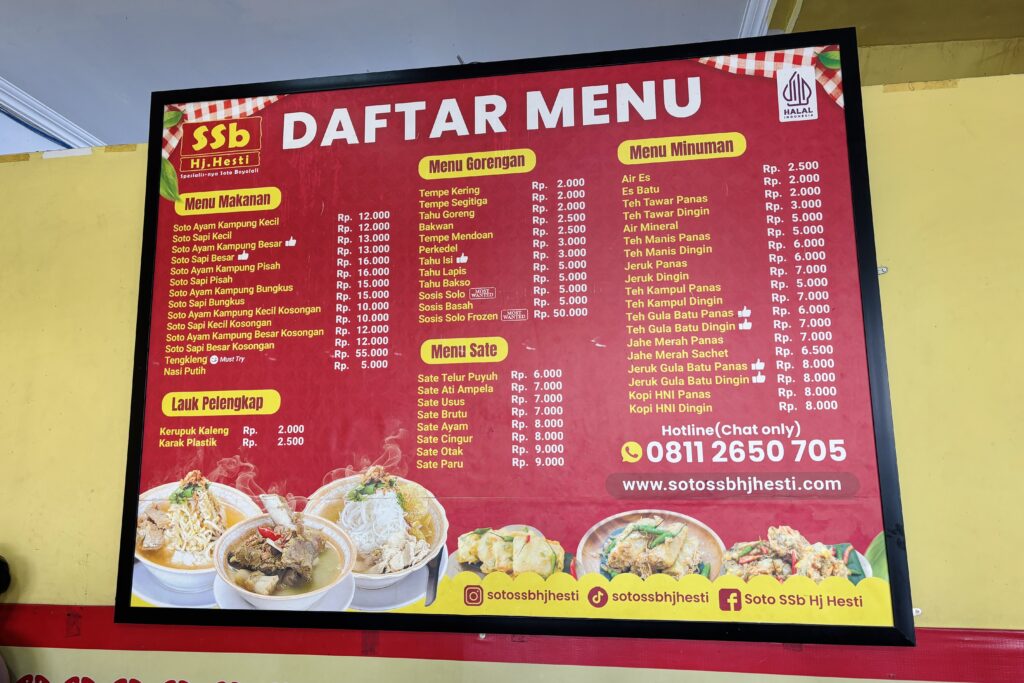 SSb
Hj.Hesti
Spesialis-nya Soto Boyolali
DAFTAR MENU
HALAL
INDONESIA
Menu Makanan
Soto Ayam Kampung Kecil Rp. 12.000
Soto Sapi Kecil Rp. 12.000
Soto Ayam Kampung Besar Rp. 13.000
Soto Sapi Besar Rp. 13.000
Soto Ayam Kampung Pisah Rp. 16.000
Soto Sapi Pisah Rp. 16.000
Soto Ayam Kampung Bungkus Rp. 15.000
Soto Sapi Bungkus Rp. 15.000
Soto Ayam Kampung Kecil Kosongan Rp. 10.000
Soto Sapi Kecil Kosongan Rp. 10.000
Soto Ayam Kampung Besar Kosongan Rp. 12.000
Soto Sapi Besar Kosongan Rp. 12.000
Tengkleng Must Try Rp. 55.000
Nasi Putih Rp. 5.000
Lauk Pelengkap
Kerupuk Kaleng Rp. 2.000
Karak Plastik Rp. 2.500
Menu Gorengan
Tempe Kering Rp. 2.000
Tempe Segitiga Rp. 2.000
Tahu Goreng Rp. 2.000
Bakwan Rp. 2.500
Tempe Mendoan Rp. 2.500
Perkedel Rp. 3.000
Tahu Isi Rp. 3.000
Tahu Lapis Rp. 5.000
Tahu Bakso Rp. 5.000
Sosis Solo MOST WANTED Rp. 5.000
Sosis Basah Rp. 5.000
Sosis Solo Frozen MOST WANTED Rp. 50.000
Menu Sate
Sate Telur Puyuh Rp. 6.000
Sate Ati Ampela Rp. 7.000
Sate Usus Rp. 7.000
Sate Brutu Rp. 7.000
Sate Ayam Rp. 8.000
Sate Cingur Rp. 8.000
Sate Otak Rp. 9.000
Sate Paru Rp. 9.000
Menu Minuman
Air Es Rp. 2.500
Es Batu Rp. 2.000
Teh Tawar Panas Rp. 2.000
Teh Tawar Dingin Rp. 3.000
Air Mineral Rp. 5.000
Teh Manis Panas Rp. 5.000
Teh Manis Dingin Rp. 6.000
Jeruk Panas Rp. 6.000
Jeruk Dingin Rp. 7.000
Teh Kampul Panas Rp. 5.000
Teh Kampul Dingin Rp. 7.000
Teh Gula Batu Panas Rp. 6.000
Teh Gula Batu Dingin Rp. 7.000
Jahe Merah Panas Rp. 7.000
Jahe Merah Sachet Rp. 6.500
Jeruk Gula Batu Panas Rp. 8.000
Jeruk Gula Batu Dingin Rp. 8.000
Kopi HNI Panas Rp. 8.000
Kopi HNI Dingin Rp. 8.000
Hotline(Chat only)
0811 2650 705
www.sotossbhjhesti.com
sotossbhjhesti sotossbhjhesti Soto SSb Hj Hesti